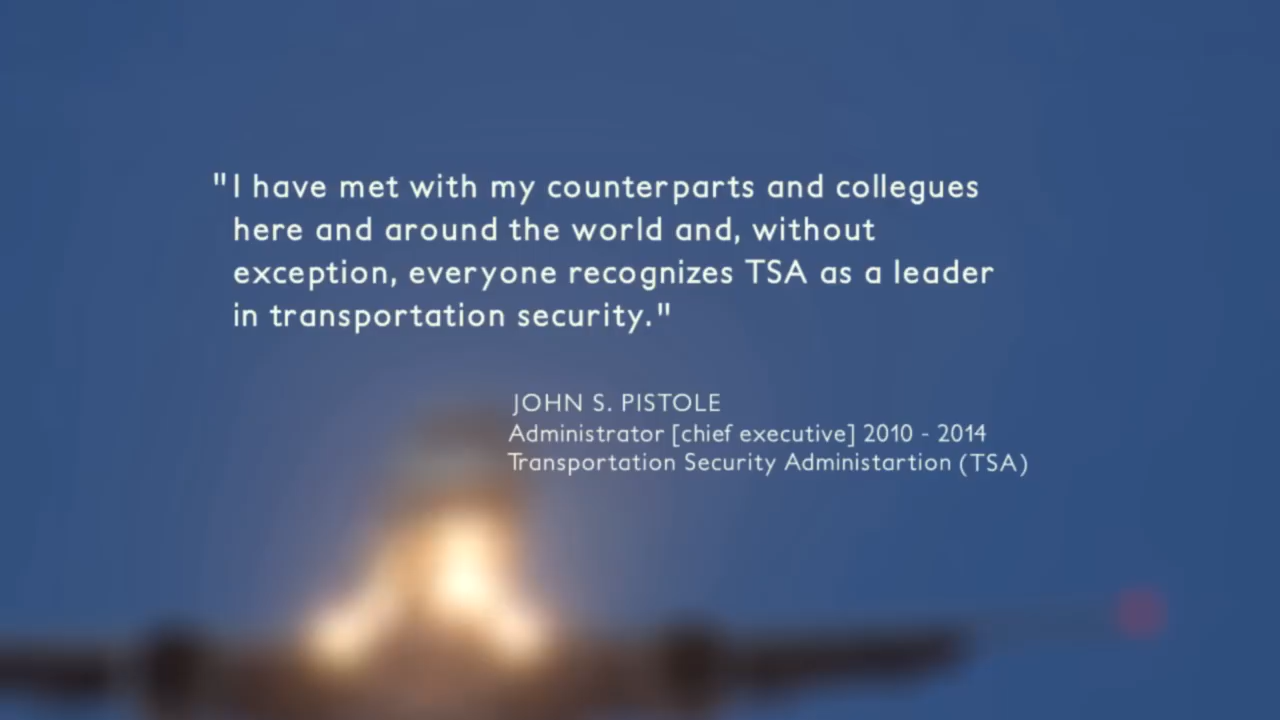 "I have met with my counterparts and collegues
here and around the world and, without
exception, everyone recognizes TSA as a leader
in transportation security."
JOHN S. PISTOLE
Administrator [chief executive] 2010 - 2014
Transportation Security Administartion (TSA)